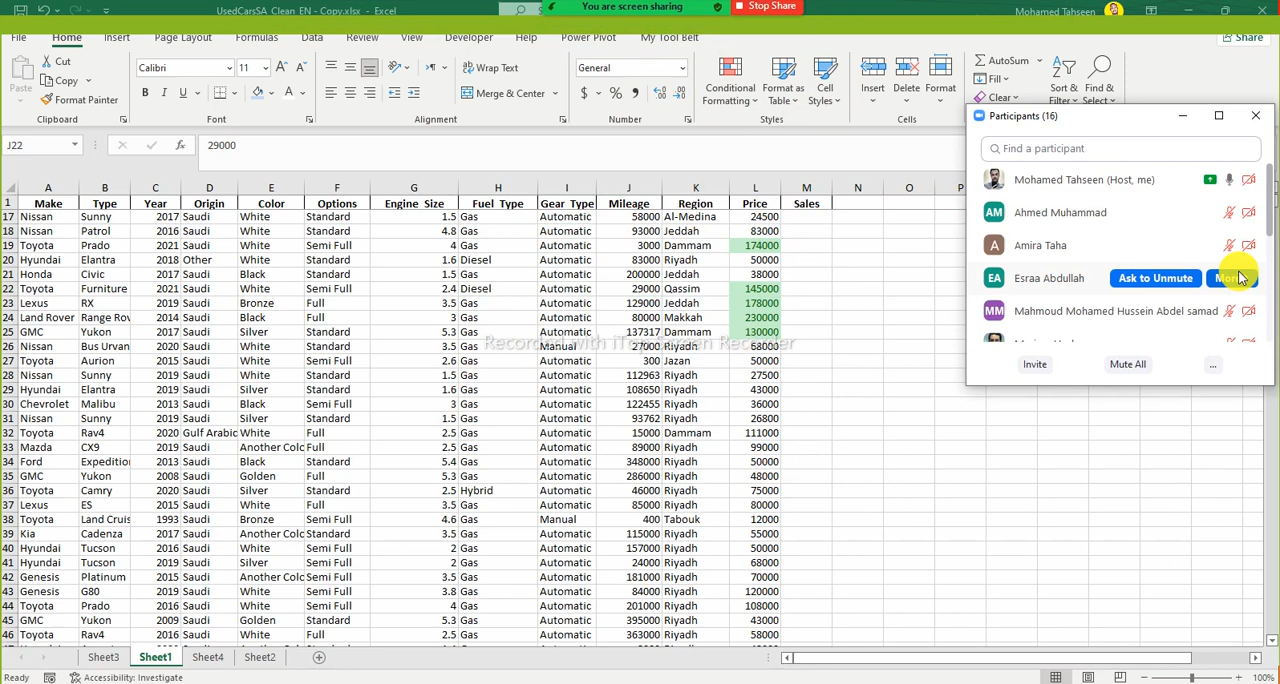 UsedCarsSA_Clean EN - Copy.xlsx - Excel
You are screen sharing
Stop Share
Mohamed Tahseen
File Home Insert Page Layout Formulas Data Review View Developer Help Power Pivot My Tool Belt Share
Cut
Copy
Format Painter
Paste
Calibri 11
B I U
Wrap Text
Merge & Center
General
$ % 9
Conditional Formatting
Format as Table
Cell Styles
Insert Delete Format
AutoSum
Fill
Clear
Sort & Filter
Find & Select
Clipboard Font Alignment Number Styles Cells
J22 fx 29000
Participants (16)
Find a participant
Mohamed Tahseen (Host, me)
AM Ahmed Muhammad
A Amira Taha
EA Esraa Abdullah Ask to Unmute
MM Mahmoud Mohamed Hussein Abdel samad
Invite Mute All ...
A B C D E F G H I J K L M N O P
1 Make Type Year Origin Color Options Engine_Size Fuel_Type Gear_Type Mileage Region Price Sales
17 Nissan Sunny 2017 Saudi White Standard 1.5 Gas Automatic 58000 Al-Medina 24500
18 Nissan Patrol 2016 Saudi White Standard 4.8 Gas Automatic 93000 Jeddah 83000
19 Toyota Prado 2021 Saudi White Semi Full 4 Gas Automatic 3000 Dammam 174000
20 Hyundai Elantra 2018 Other White Standard 1.6 Diesel Automatic 83000 Riyadh 50000
21 Honda Civic 2017 Saudi Black Standard 1.5 Gas Automatic 200000 Jeddah 38000
22 Toyota Furniture 2021 Saudi White Semi Full 2.4 Diesel Automatic 29000 Qassim 145000
23 Lexus RX 2019 Saudi Bronze Full 3.5 Gas Automatic 129000 Jeddah 178000
24 Land Rover Range Rov 2014 Saudi Black Full 3 Gas Automatic 80000 Makkah 230000
25 GMC Yukon 2017 Saudi Silver Standard 5.3 Gas Automatic 137317 Dammam 130000
26 Nissan Bus Urvan 2020 Saudi White Standard 3.5 Gas Manual 27000 Riyadh 68000
27 Toyota Aurion 2015 Saudi White Semi Full 2.6 Gas Automatic 300 Jazan 50000
28 Nissan Sunny 2019 Saudi White Standard 1.5 Gas Automatic 112963 Riyadh 27500
29 Hyundai Elantra 2019 Saudi Silver Standard 1.6 Gas Automatic 108650 Riyadh 43000
30 Chevrolet Malibu 2013 Saudi Black Semi Full 3 Gas Automatic 122455 Riyadh 36000
31 Nissan Sunny 2019 Saudi Silver Standard 1.5 Gas Automatic 93762 Riyadh 26800
32 Toyota Rav4 2020 Gulf Arabic White Full 2.5 Gas Automatic 15000 Dammam 111000
33 Mazda CX9 2019 Saudi Another Colo Full 2.5 Gas Automatic 89000 Riyadh 99000
34 Ford Expedition 2013 Saudi Black Standard 5.4 Gas Automatic 348000 Riyadh 50000
35 GMC Yukon 2008 Saudi Golden Full 5.3 Gas Automatic 286000 Riyadh 48000
36 Toyota Camry 2020 Saudi Silver Standard 2.5 Hybrid Automatic 46000 Riyadh 75000
37 Lexus ES 2015 Saudi White Full 3.5 Gas Automatic 85000 Riyadh 80000
38 Toyota Land Cruis 1993 Saudi Bronze Semi Full 4.6 Gas Manual 400 Tabouk 12000
39 Kia Cadenza 2017 Saudi Another Colo Standard 3.5 Gas Automatic 115000 Riyadh 55000
40 Hyundai Tucson 2016 Saudi White Semi Full 2 Gas Automatic 157000 Riyadh 50000
41 Hyundai Tucson 2019 Saudi Silver Semi Full 2 Gas Automatic 24000 Riyadh 68000
42 Genesis Platinum 2015 Saudi Another Colo Semi Full 3.5 Gas Automatic 181000 Riyadh 70000
43 Genesis G80 2019 Saudi White Semi Full 3.8 Gas Automatic 84000 Riyadh 120000
44 Toyota Prado 2016 Saudi White Semi Full 4 Gas Automatic 201000 Riyadh 108000
45 GMC Yukon 2009 Saudi Golden Standard 5.3 Gas Automatic 395000 Riyadh 43000
46 Toyota Rav4 2016 Saudi White Full 2.5 Gas Automatic 363000 Riyadh 58000
Recorded with iTop Screen Recorder
Sheet3 Sheet1 Sheet4 Sheet2
Ready Accessibility: Investigate 100%